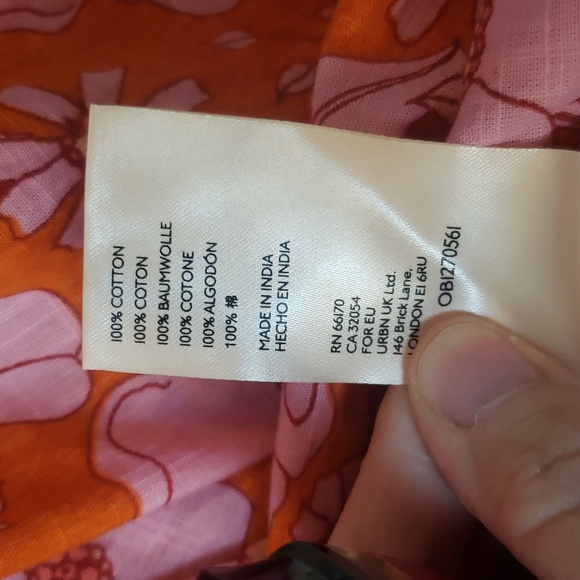 100% COTTON
100% COTON
100% BAUMWOLLE
100% COTONE
100% ALGODÓN
100% 棉
MADE IN INDIA
HECHO EN INDIA
RN 66170
CA 32054
FOR EU
URBN UK Ltd.
146 Brick Lane,
LONDON E1 6RU
OB1270561